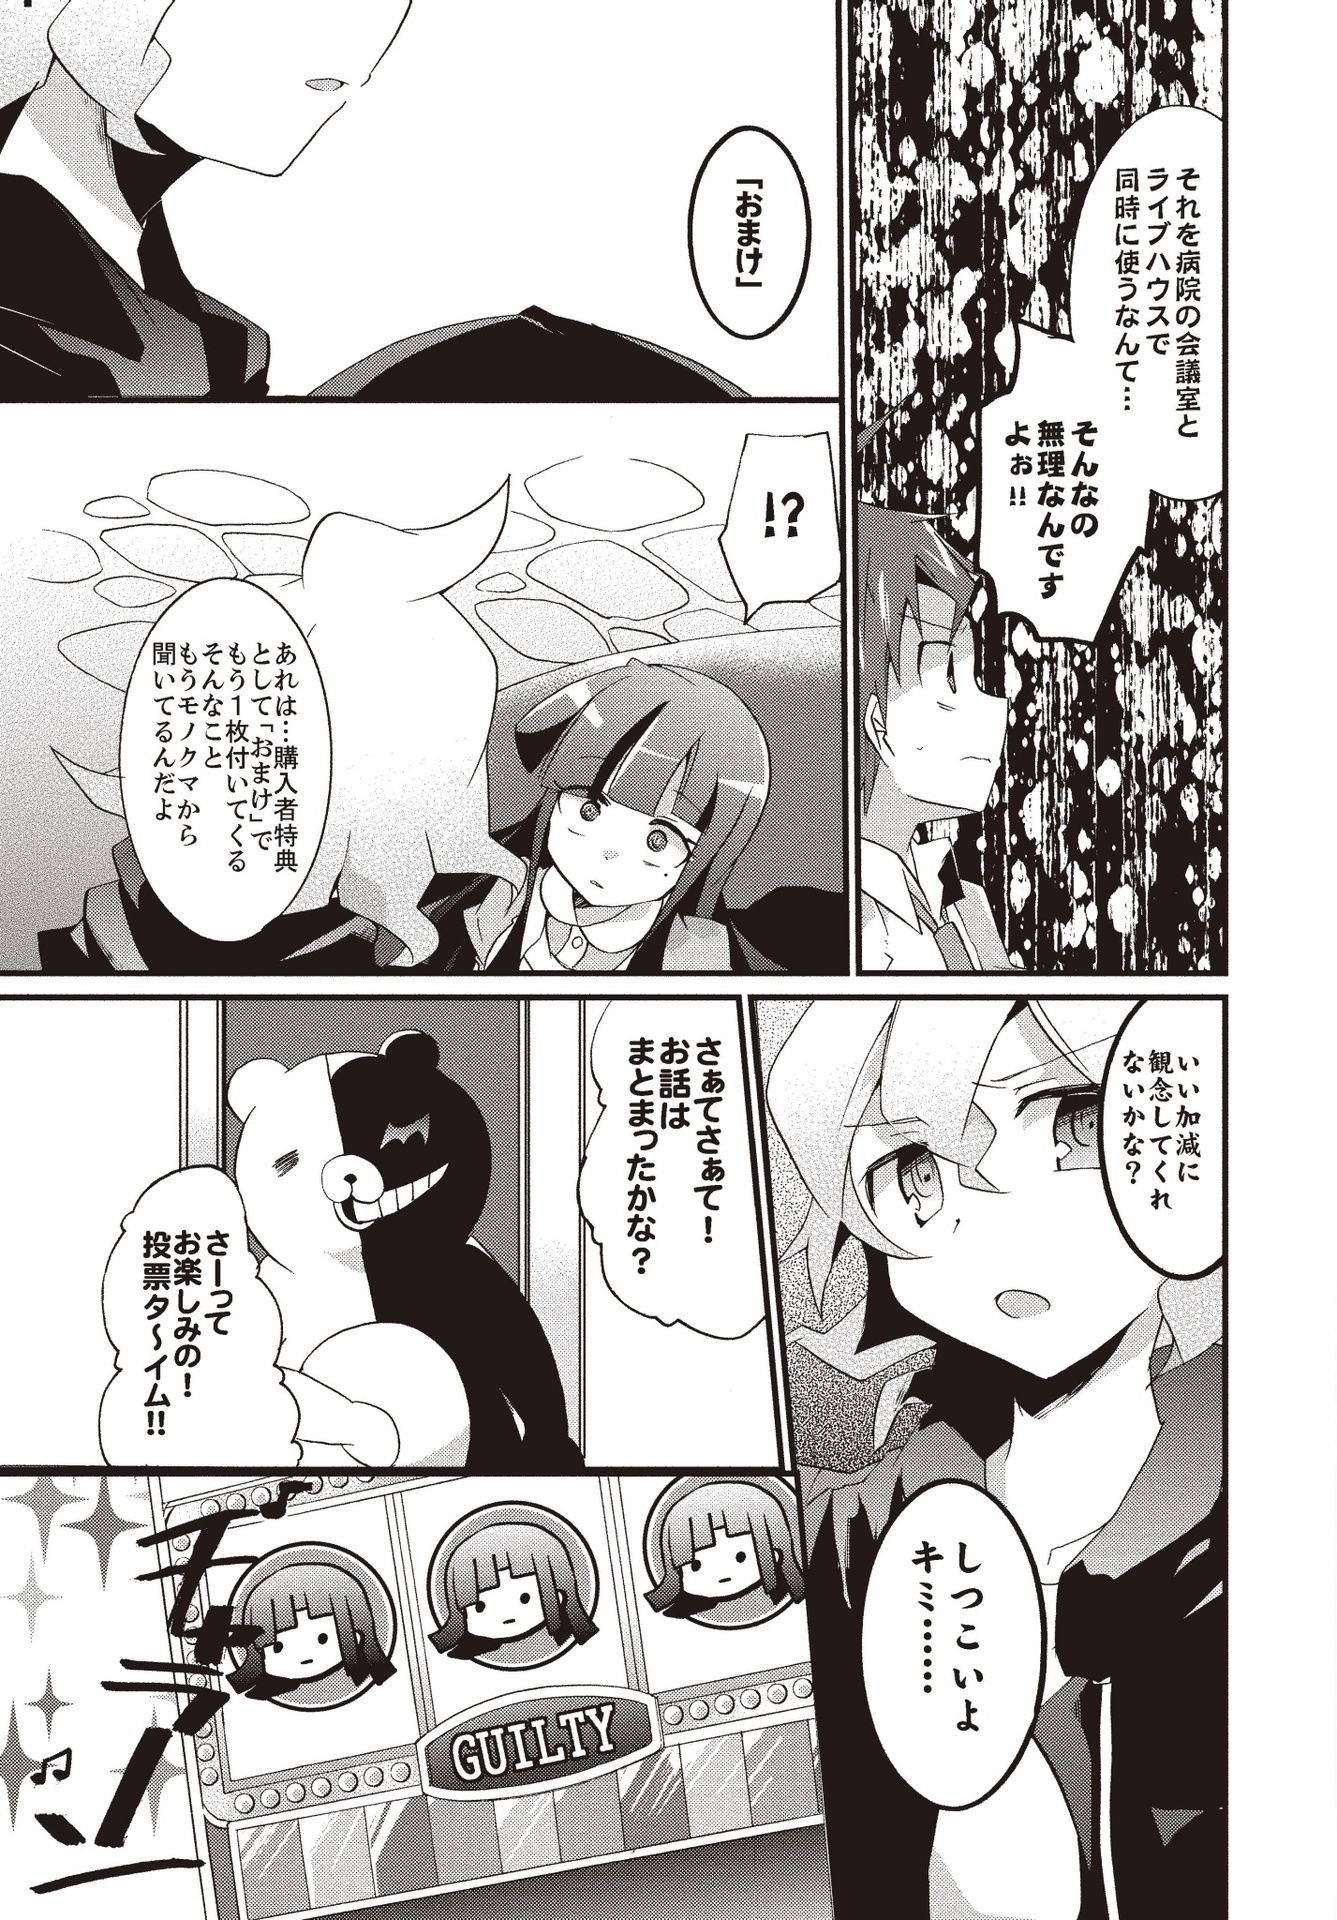 それを病院の会議室と
ライブハウスで
同時に使うなんて…
そんなの
無理なんです
よぉ!!
「おまけ」
!?
あれは…購入者特典
として「おまけ」で
もう1枚付いてくる
そんなこと
もうモノクマから
聞いてるんだよ
いい加減に
観念してくれ
ないかな?
しつこいよ
キミ……
さぁてさぁて!
お話は
まとまったかな?
さーって
お楽しみの!
投票タ〜イム!!
GUILTY